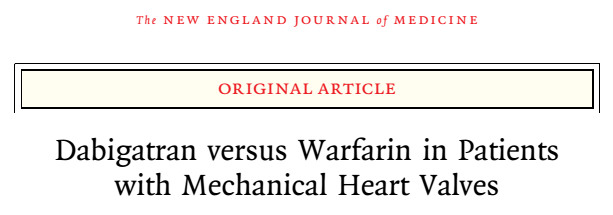 The NEW ENGLAND JOURNAL of MEDICINE
ORIGINAL ARTICLE
Dabigatran versus Warfarin in Patients
with Mechanical Heart Valves